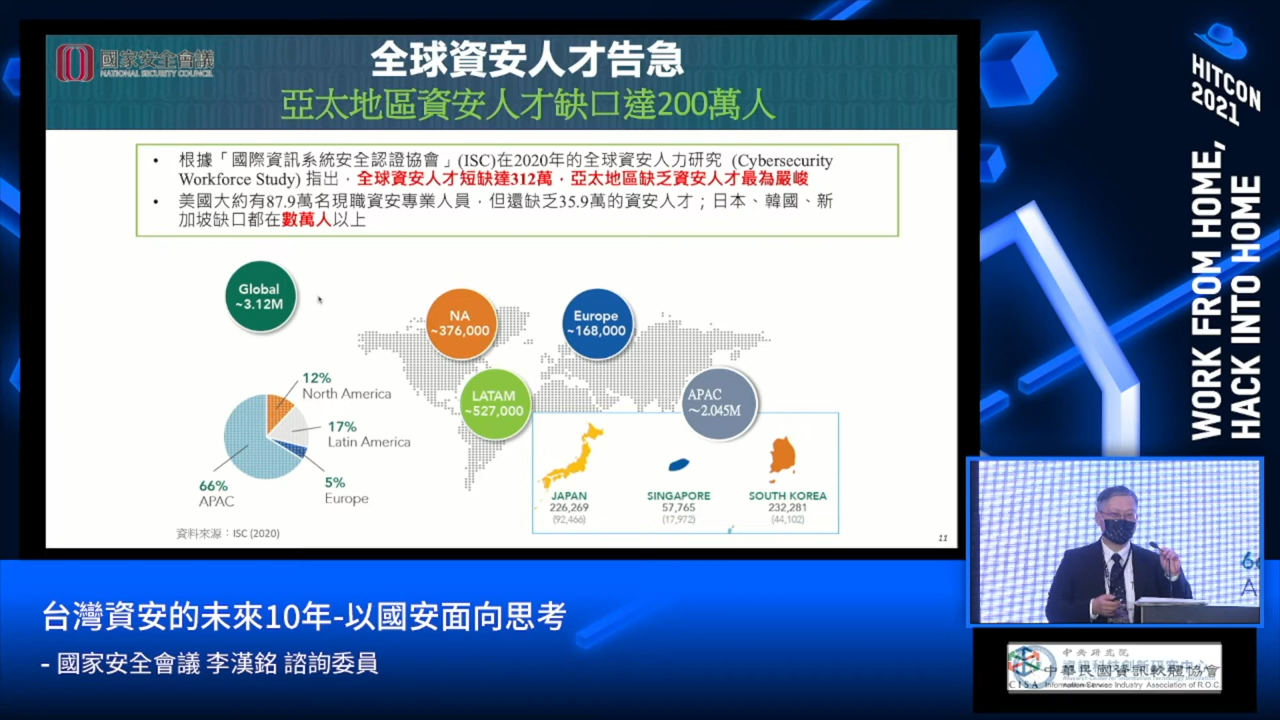 國家安全會議
NATIONAL SECURITY COUNCIL
全球資安人才告急
亞太地區資安人才缺口達200萬人
• 根據「國際資訊系統安全認證協會」(ISC)在2020年的全球資安人力研究 (Cybersecurity
Workforce Study) 指出，全球資安人才短缺達312萬，亞太地區缺乏資安人才最為嚴峻
• 美國大約有87.9萬名現職資安專業人員，但還缺乏35.9萬的資安人才；日本、韓國、新
加坡缺口都在數萬人以上
Global
~3.12M
NA
~376,000
Europe
~168,000
LATAM
~527,000
APAC
～2.045M
12%
North America
17%
Latin America
5%
Europe
66%
APAC
JAPAN
226,269
(92,466)
SINGAPORE
57,765
(17,972)
SOUTH KOREA
232,281
(44,102)
資料來源：ISC (2020)
11
HITCON
2021
WORK FROM HOME,
HACK INTO HOME
台灣資安的未來10年-以國安面向思考
- 國家安全會議 李漢銘 諮詢委員
中央研究院
資訊科技創新研究中心
中華民國資訊軟體協會
CISA Information Service Industry Association of R.O.C.